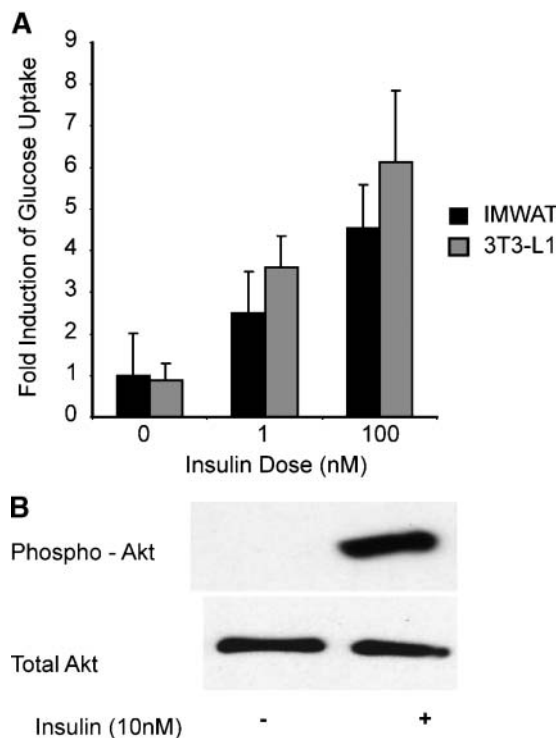 A
9
8
7
6
5
4
3
2
1
0
Fold Induction of Glucose Uptake
IMWAT
3T3-L1
0 1 100
Insulin Dose (nM)
B
Phospho - Akt
Total Akt
Insulin (10nM) - +